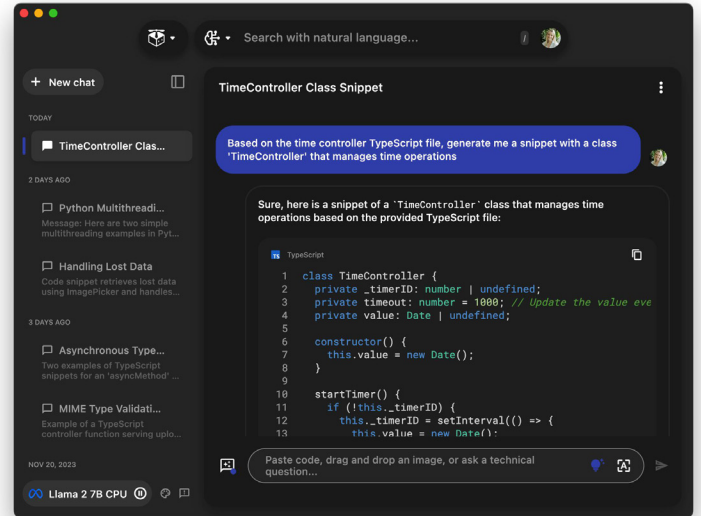 Search with natural language...
/
+ New chat
TimeController Class Snippet
TODAY
TimeController Clas...
2 DAYS AGO
Python Multithreadi...
Message: Here are two simple
multithreading examples in Pyt...
Handling Lost Data
Code snippet retrieves lost data
using ImagePicker and handles...
3 DAYS AGO
Asynchronous Type...
Two examples of TypeScript
snippets for an 'asyncMethod' ...
MIME Type Validati...
Example of a TypeScript
controller function serving uplo...
NOV 20, 2023
Llama 2 7B CPU
Based on the time controller TypeScript file, generate me a snippet with a class
'TimeController' that manages time operations
Sure, here is a snippet of a `TimeController` class that manages time
operations based on the provided TypeScript file:
TS TypeScript
1 class TimeController {
2 private _timerID: number | undefined;
3 private timeout: number = 1000; // Update the value eve
4 private value: Date | undefined;
5
6 constructor() {
7 this.value = new Date();
8 }
9
10 startTimer() {
11 if (!this._timerID) {
12 this._timerID = setInterval(() => {
13 this.value = new Date();
Paste code, drag and drop an image, or ask a technical
question...
A